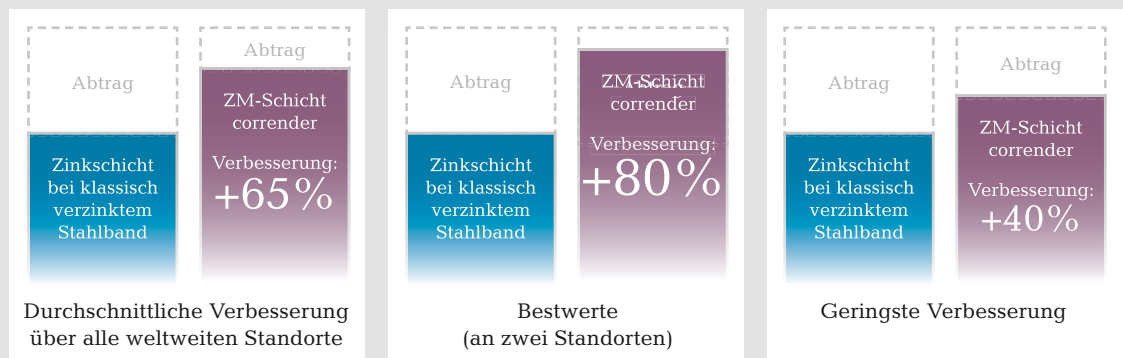 Abtrag
Abtrag
Zinkschicht
bei klassisch
verzinktem
Stahlband
ZM-Schicht
corrender
Verbesserung:
+65%
Durchschnittliche Verbesserung
über alle weltweiten Standorte
Abtrag
Zinkschicht
bei klassisch
verzinktem
Stahlband
ZM-Schicht
corrender
Verbesserung:
+80%
Bestwerte
(an zwei Standorten)
Abtrag
Abtrag
Zinkschicht
bei klassisch
verzinktem
Stahlband
ZM-Schicht
corrender
Verbesserung:
+40%
Geringste Verbesserung